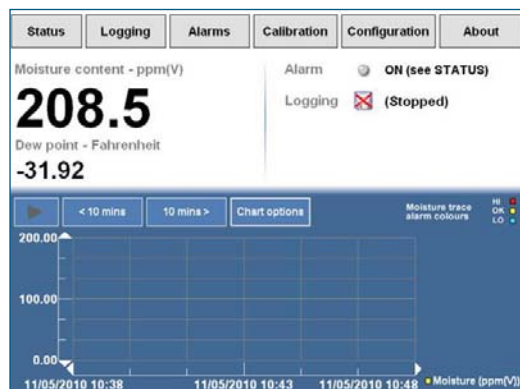 Status Logging Alarms Calibration Configuration About
Moisture content - ppm(V)
208.5
Dew point - Fahrenheit
-31.92
Alarm ON (see STATUS)
Logging (Stopped)
< 10 mins 10 mins > Chart options
Moisture trace
alarm colours
HI
OK
LO
200.00
100.00
0.00
11/05/2010 10:38 11/05/2010 10:43 11/05/2010 10:48 Moisture (ppm(V))